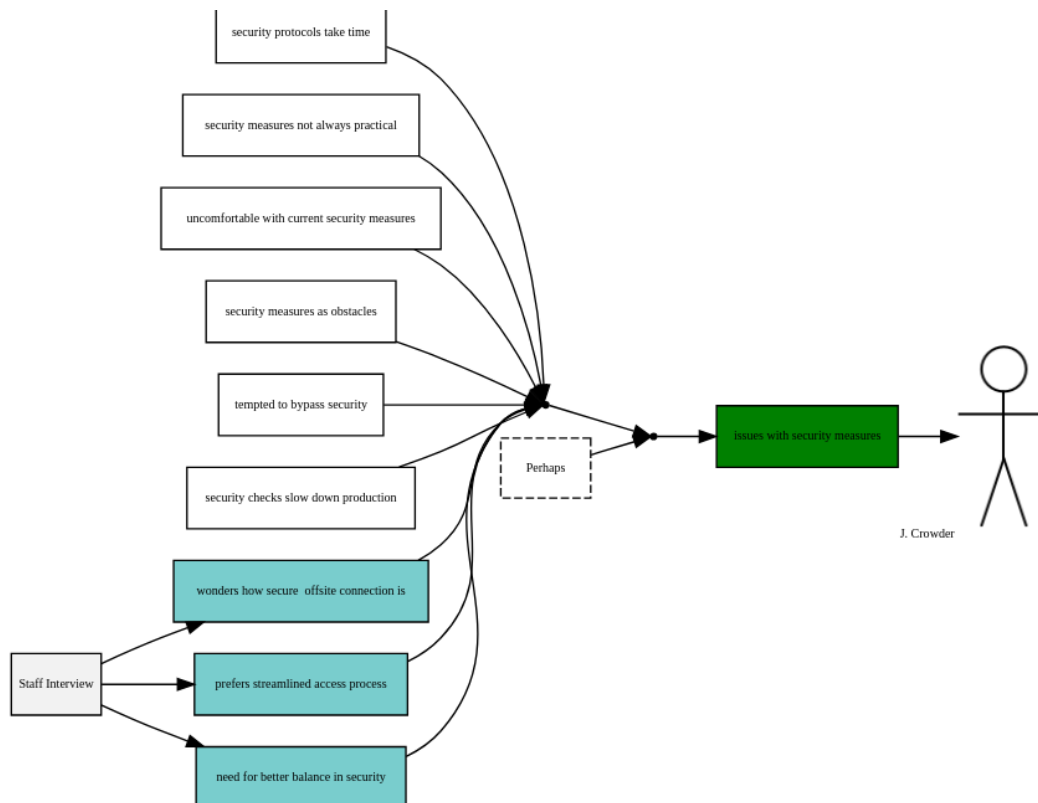 security protocols take time
security measures not always practical
uncomfortable with current security measures
security measures as obstacles
tempted to bypass security
security checks slow down production
Perhaps
issues with security measures
J. Crowder
wonders how secure  offsite connection is
Staff Interview
prefers streamlined access process
need for better balance in security